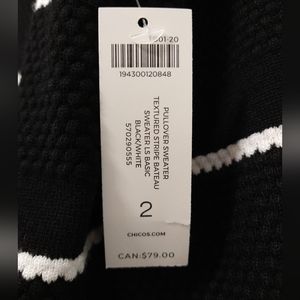 1601-20
194300120848
PULLOVER SWEATER
TEXTURED STRIPE BATEAU
SWEATER LS BASIC
BLACK/WHITE
570290555
2
CHICOS.COM
CAN:$79.00